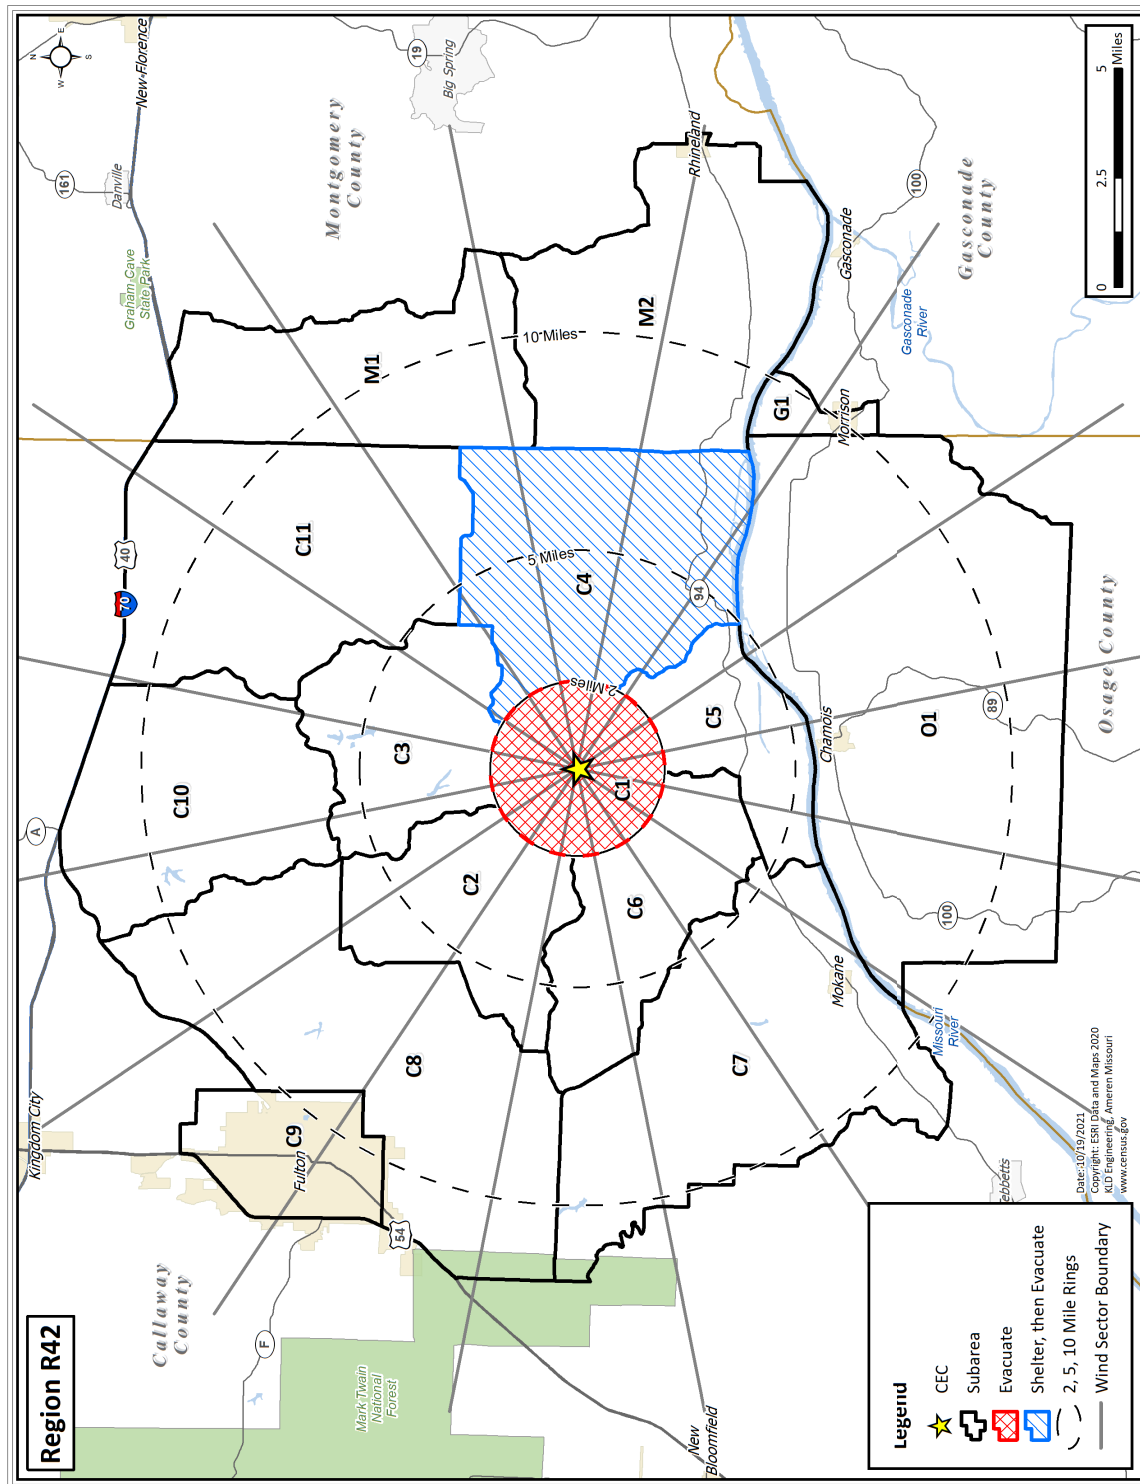 Region R42
Callaway
County
Kingdom City
A
161
Danville
New Florence
N
E
S
W
Graham Cave
State Park
Montgomery
County
19
Big Spring
70
40
C9
Fulton
F
54
C10
C11
M1
C8
C2
C3
10 Miles
5 Miles
2 Miles
C4
M2
Rhineland
Mark Twain
National
Forest
C1
C6
C5
94
C7
G1
Morrison
Gasconade
100
Gasconade
County
Gasconade
River
New
Bloomfield
Mokane
Chamois
Missouri
River
100
O1
89
Osage County
ebbetts
Legend
CEC
Subarea
Evacuate
Shelter, then Evacuate
2, 5, 10 Mile Rings
Wind Sector Boundary
Date: 10/19/2021
Copyright: ESRI Data and Maps 2020
KLD Engineering, Ameren Missouri
www.census.gov
0
2.5
5
Miles